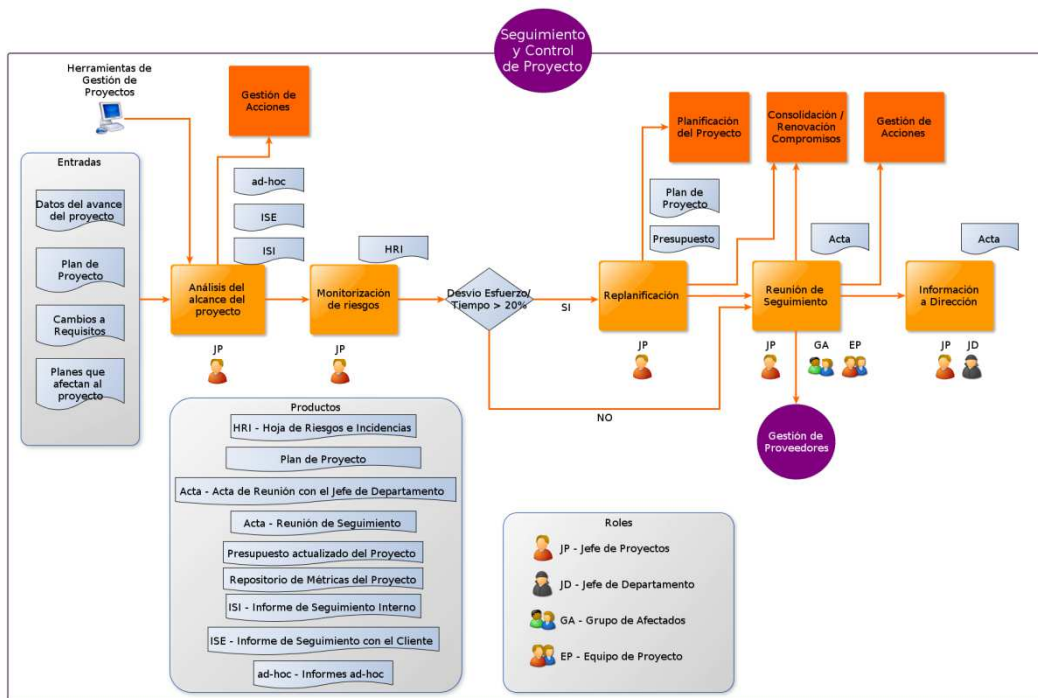 Seguimiento
y Control
de Proyecto
Herramientas de
Gestión de
Proyectos
Gestión de
Acciones
Planificación
del Proyecto
Consolidación /
Renovación
Compromisos
Gestión de
Acciones
Entradas
Datos del avance
del proyecto
Plan de
Proyecto
Cambios a
Requisitos
Planes que
afectan al
proyecto
ad-hoc
ISE
ISI
HRI
Plan de
Proyecto
Presupuesto
Acta
Acta
Análisis del
alcance del
proyecto
JP
Monitorización
de riesgos
JP
Desvio Esfuerzo/
Tiempo > 20%
SI
NO
Replanificación
JP
Reunión de
Seguimiento
JP
GA
EP
Información
a Dirección
JP
JD
Gestión de
Proveedores
Productos
HRI - Hoja de Riesgos e Incidencias
Plan de Proyecto
Acta - Acta de Reunión con el Jefe de Departamento
Acta - Reunión de Seguimiento
Presupuesto actualizado del Proyecto
Repositorio de Métricas del Proyecto
ISI - Informe de Seguimiento Interno
ISE - Informe de Seguimiento con el Cliente
ad-hoc - Informes ad-hoc
Roles
JP - Jefe de Proyectos
JD - Jefe de Departamento
GA - Grupo de Afectados
EP - Equipo de Proyecto